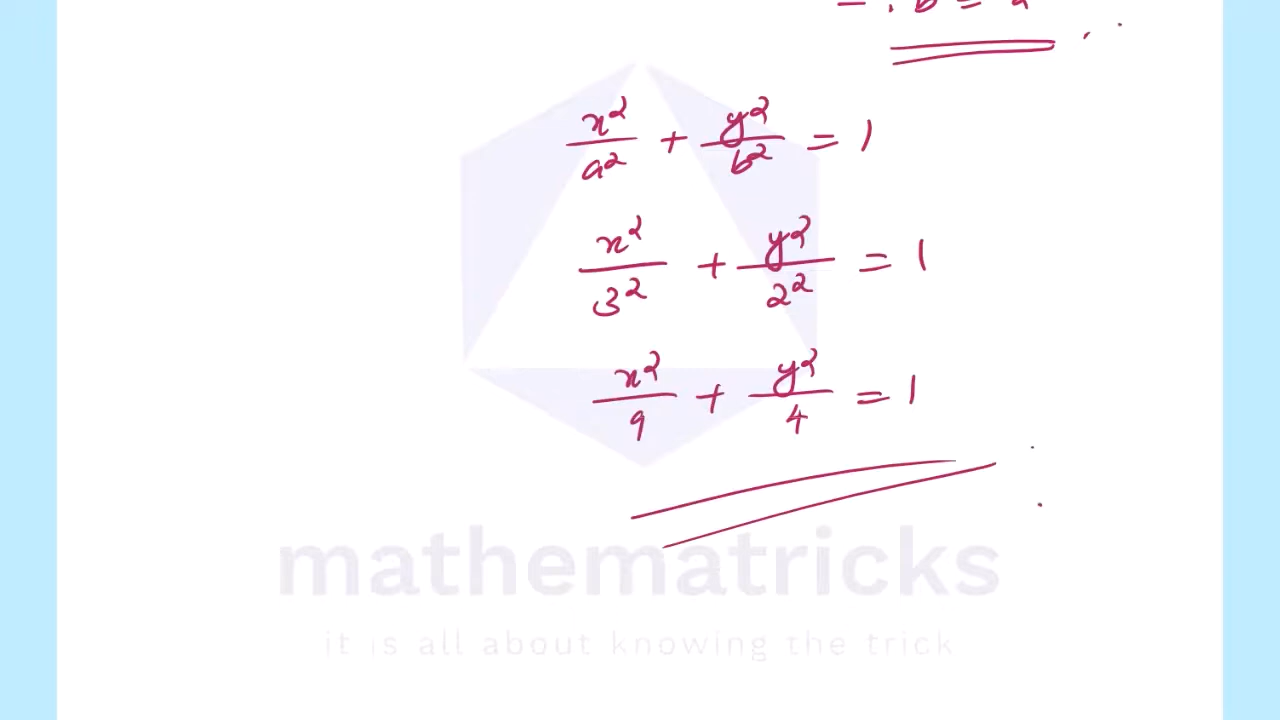 x²/a² + y²/b² = 1
x²/3² + y²/2² = 1
x²/9 + y²/4 = 1
mathematricks
it is all about knowing the trick